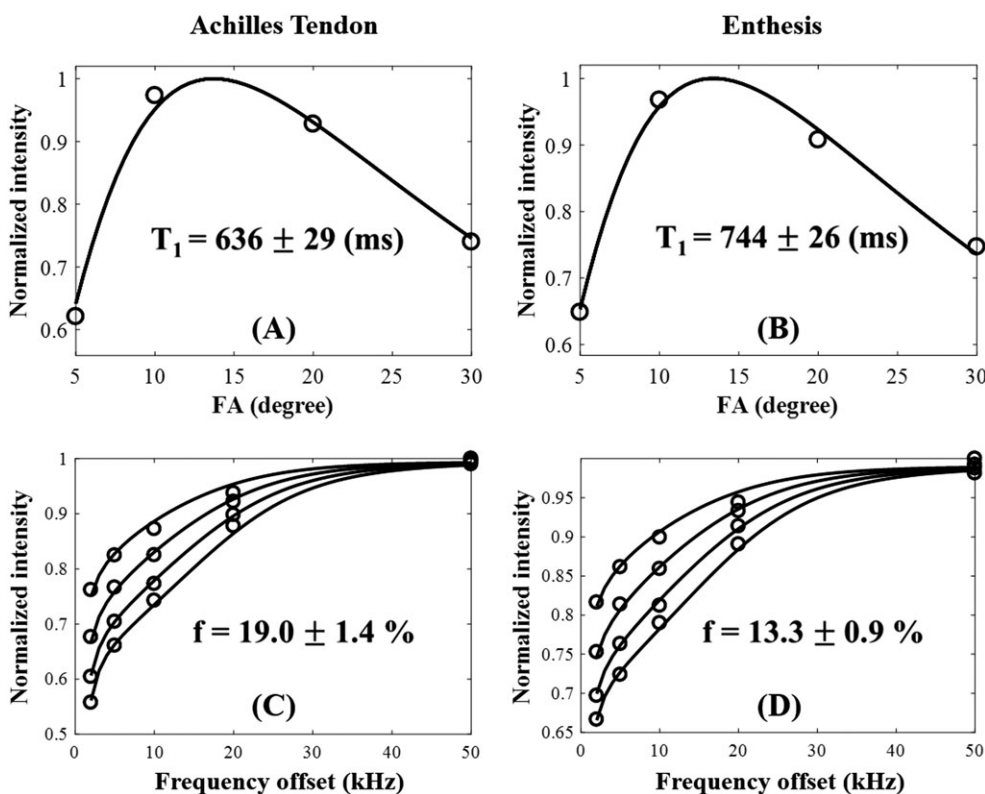 Achilles Tendon
Enthesis
Normalized intensity
1
0.9
0.8
0.7
0.6
T₁ = 636 ± 29 (ms)
(A)
5
10
15
20
25
30
FA (degree)
Normalized intensity
1
0.9
0.8
0.7
0.6
T₁ = 744 ± 26 (ms)
(B)
5
10
15
20
25
30
FA (degree)
Normalized intensity
1
0.9
0.8
0.7
0.6
0.5
f = 19.0 ± 1.4 %
(C)
0
10
20
30
40
50
Frequency offset (kHz)
Normalized intensity
0.95
0.9
0.85
0.8
0.75
0.7
0.65
f = 13.3 ± 0.9 %
(D)
0
10
20
30
40
50
Frequency offset (kHz)